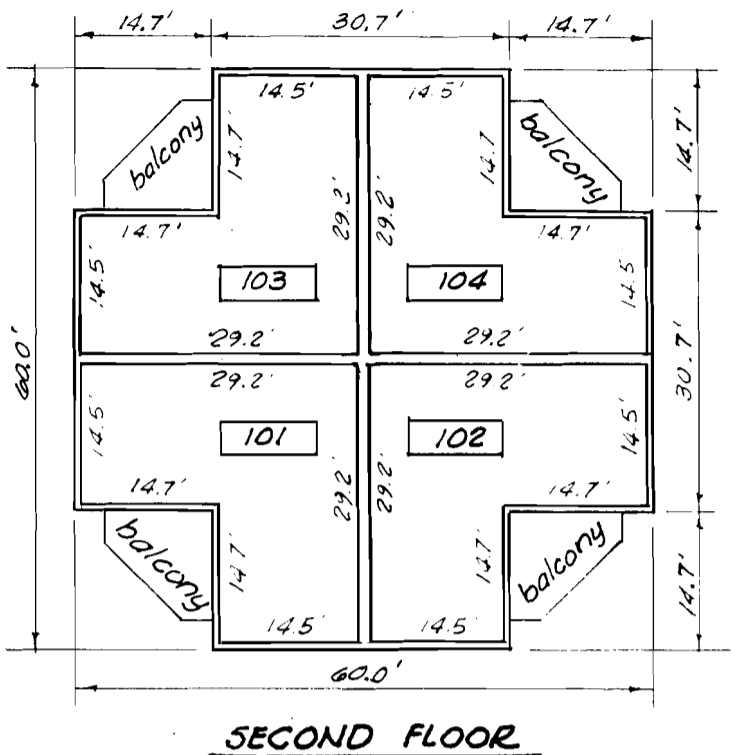 14.7' 30.7' 14.7'
14.5' 14.5'
balcony 14.7' 14.7 balcony 14.7'
29.2' 29.2'
14.7' 14.7'
14.5' 103 104 14.5'
29.2' 29.2'
60.0' 30.7'
29.2' 29.2'
14.5' 101 102 14.5'
29.2' 29.2'
14.7' 14.7'
balcony 14.7' 14.7' balcony 14.7'
14.5' 14.5'
60.0'
SECOND FLOOR